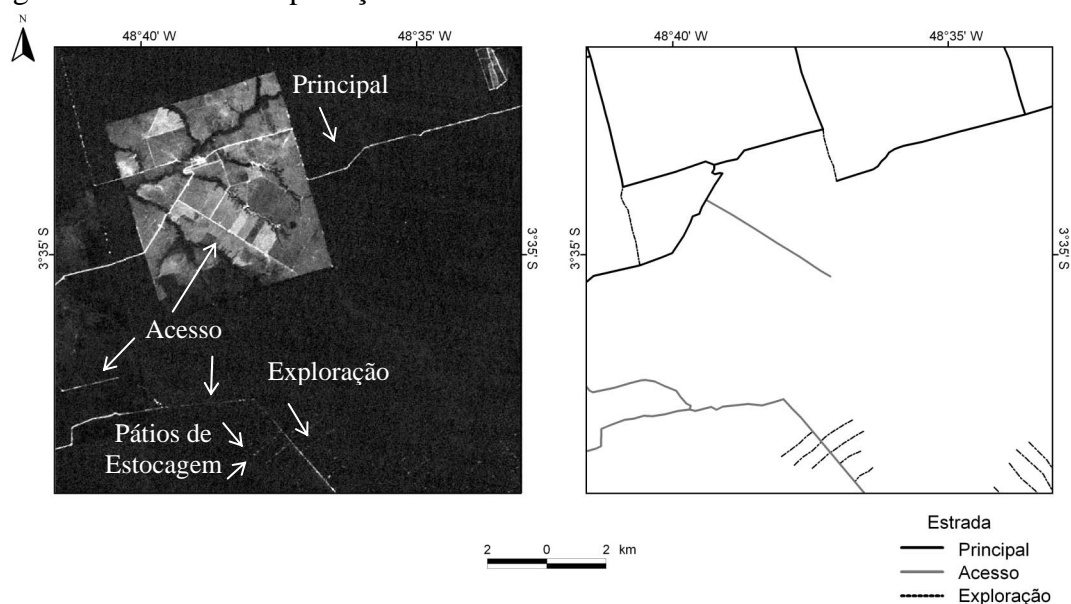 N
48°40' W
48°35' W
Principal
3°35' S
3°35' S
Acesso
Exploração
Pátios de
Estocagem
48°40' W
48°35' W
3°35' S
3°35' S
2 0 2 km
Estrada
Principal
Acesso
Exploração